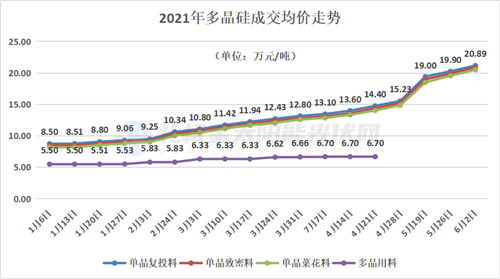 2021年多晶硅成交均价走势
(单位：万元/吨)
25.00
20.00
15.00
10.00
5.00
0.00
8.50 8.51 8.80 9.06 9.25 10.34 10.80 11.42 11.94 12.43 12.80 13.10 13.60 14.40 15.23 19.00 19.90 20.89
5.50 5.50 5.51 5.53 5.83 5.83 6.33 6.33 6.33 6.62 6.66 6.70 6.70 6.70
1月6日 1月13日 1月20日 1月27日 2月3日 2月24日 3月3日 3月10日 3月17日 3月24日 3月31日 7月7日 4月14日 4月21日 4月28日 5月19日 5月26日 6月2日
单晶复投料 单晶致密料 单晶菜花料 多晶用料